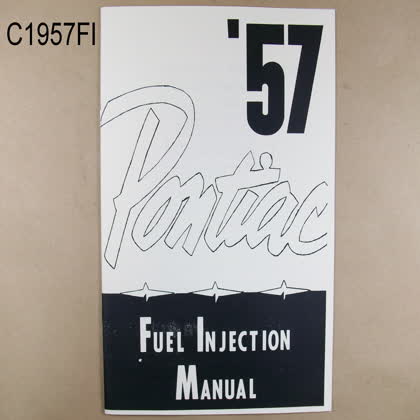 C1957FI
'57
Pontiac
FUEL INJECTION
MANUAL